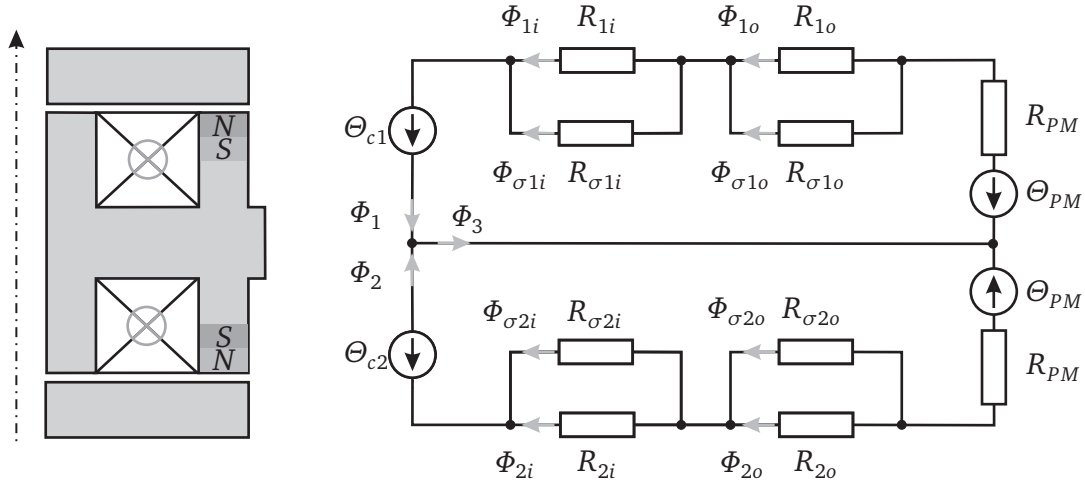 Φ1i R1i Φ1o R1o
N
S
Θc1
RPM
Φσ1i Rσ1i Φσ1o Rσ1o
ΘPM
Φ1 Φ3
Φ2
ΘPM
Φσ2i Rσ2i Φσ2o Rσ2o
S
N
Θc2
RPM
Φ2i R2i Φ2o R2o